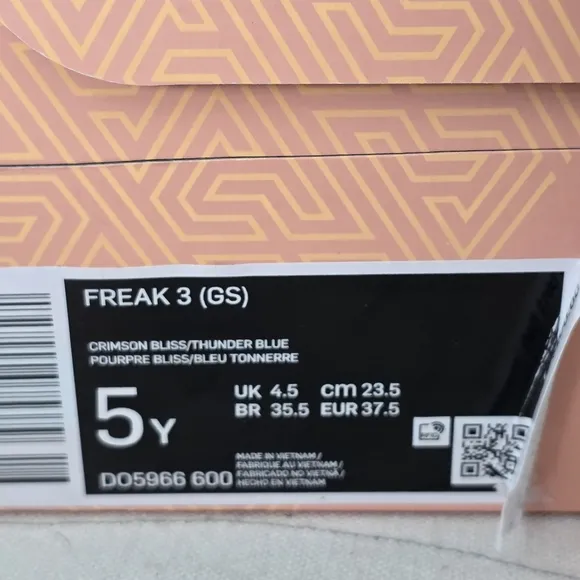 FREAK 3 (GS)
CRIMSON BLISS/THUNDER BLUE
POURPRE BLISS/BLEU TONNERRE
5Y
UK 4.5 cm 23.5
BR 35.5 EUR 37.5
DO5966 600
MADE IN VIETNAM /
FABRIQUÉ AU VIETNAM /
FABRICADO NO VIETNÃ /
HECHO EN VIETNAM